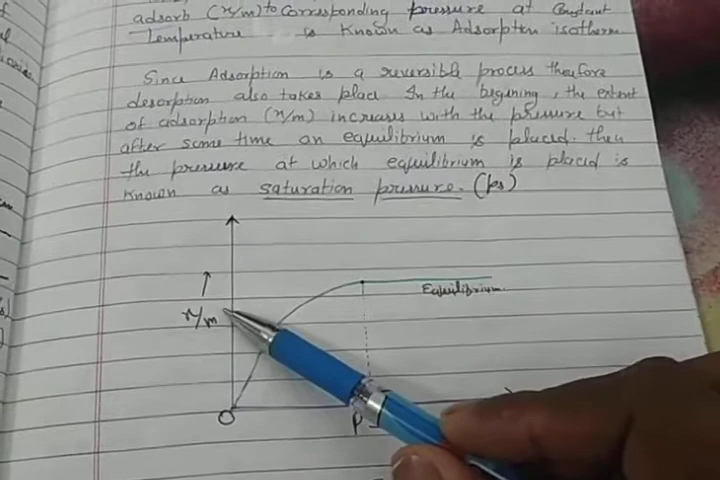 adsorb (x/m) to corresponding pressure at Constant
Temperature is Known as Adsorption isotherm
Since Adsorption is a reversible process therfore
desorption also takes place In the begining, the extent
of adsorption (x/m) increases with the pressure but
after some time an equilibrium is placed. then
the pressure at which equilibrium is placed is
Known as saturation pressure. (Ps)
Equilibrium
x/m
O
P